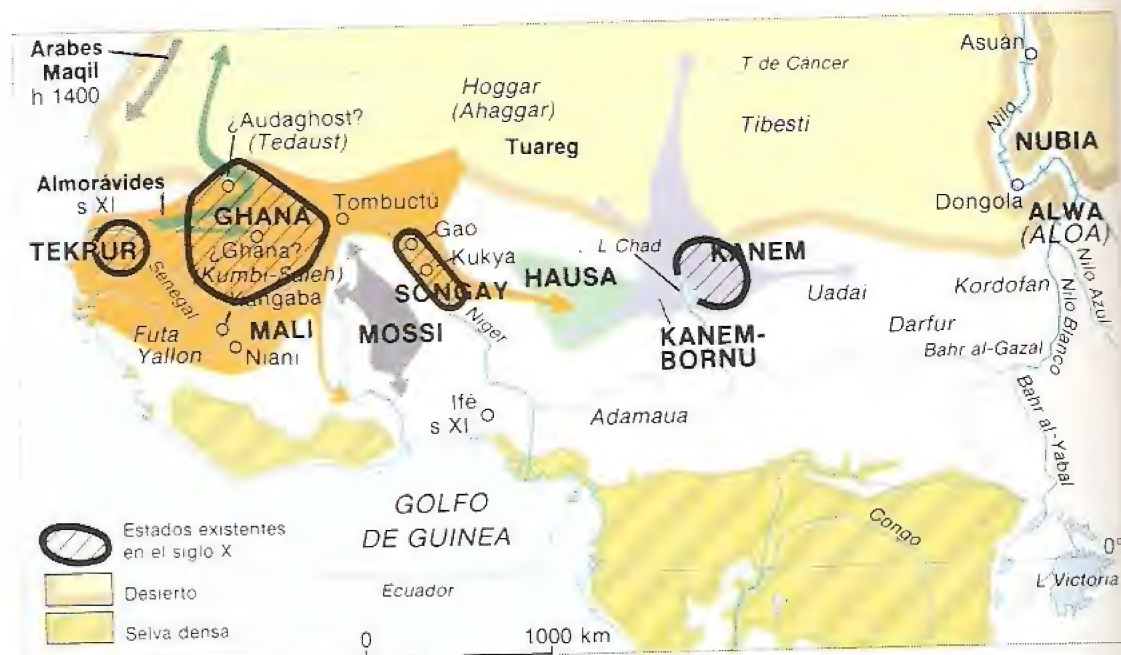 Arabes
Maqil
h 1400
¿Audaghost?
(Tedaust)
Almorávides
s XI
TEKRUR
GHANA
¿Ghana?
(Kumbi-Saleh)
Kangaba
Senegal
MALI
Niani
Futa
Yallon
Hoggar
(Ahaggar)
Tuareg
Tombuctú
Gao
Kukya
SONGAY
Niger
MOSSI
HAUSA
Ifé
s XI
T de Cáncer
Tibesti
L Chad
KANEM
KANEM-
BORNU
Uadai
Adamaua
Asuán
Nilo
NUBIA
Dongola
ALWA
(ALOA)
Nilo Azul
Nilo Blanco
Kordofan
Darfur
Bahr al-Gazal
Bahr al-Yabal
Congo
0°
L Victoria
GOLFO
DE GUINEA
Ecuador
Estados existentes
en el siglo X
Desierto
Selva densa
0 1000 km